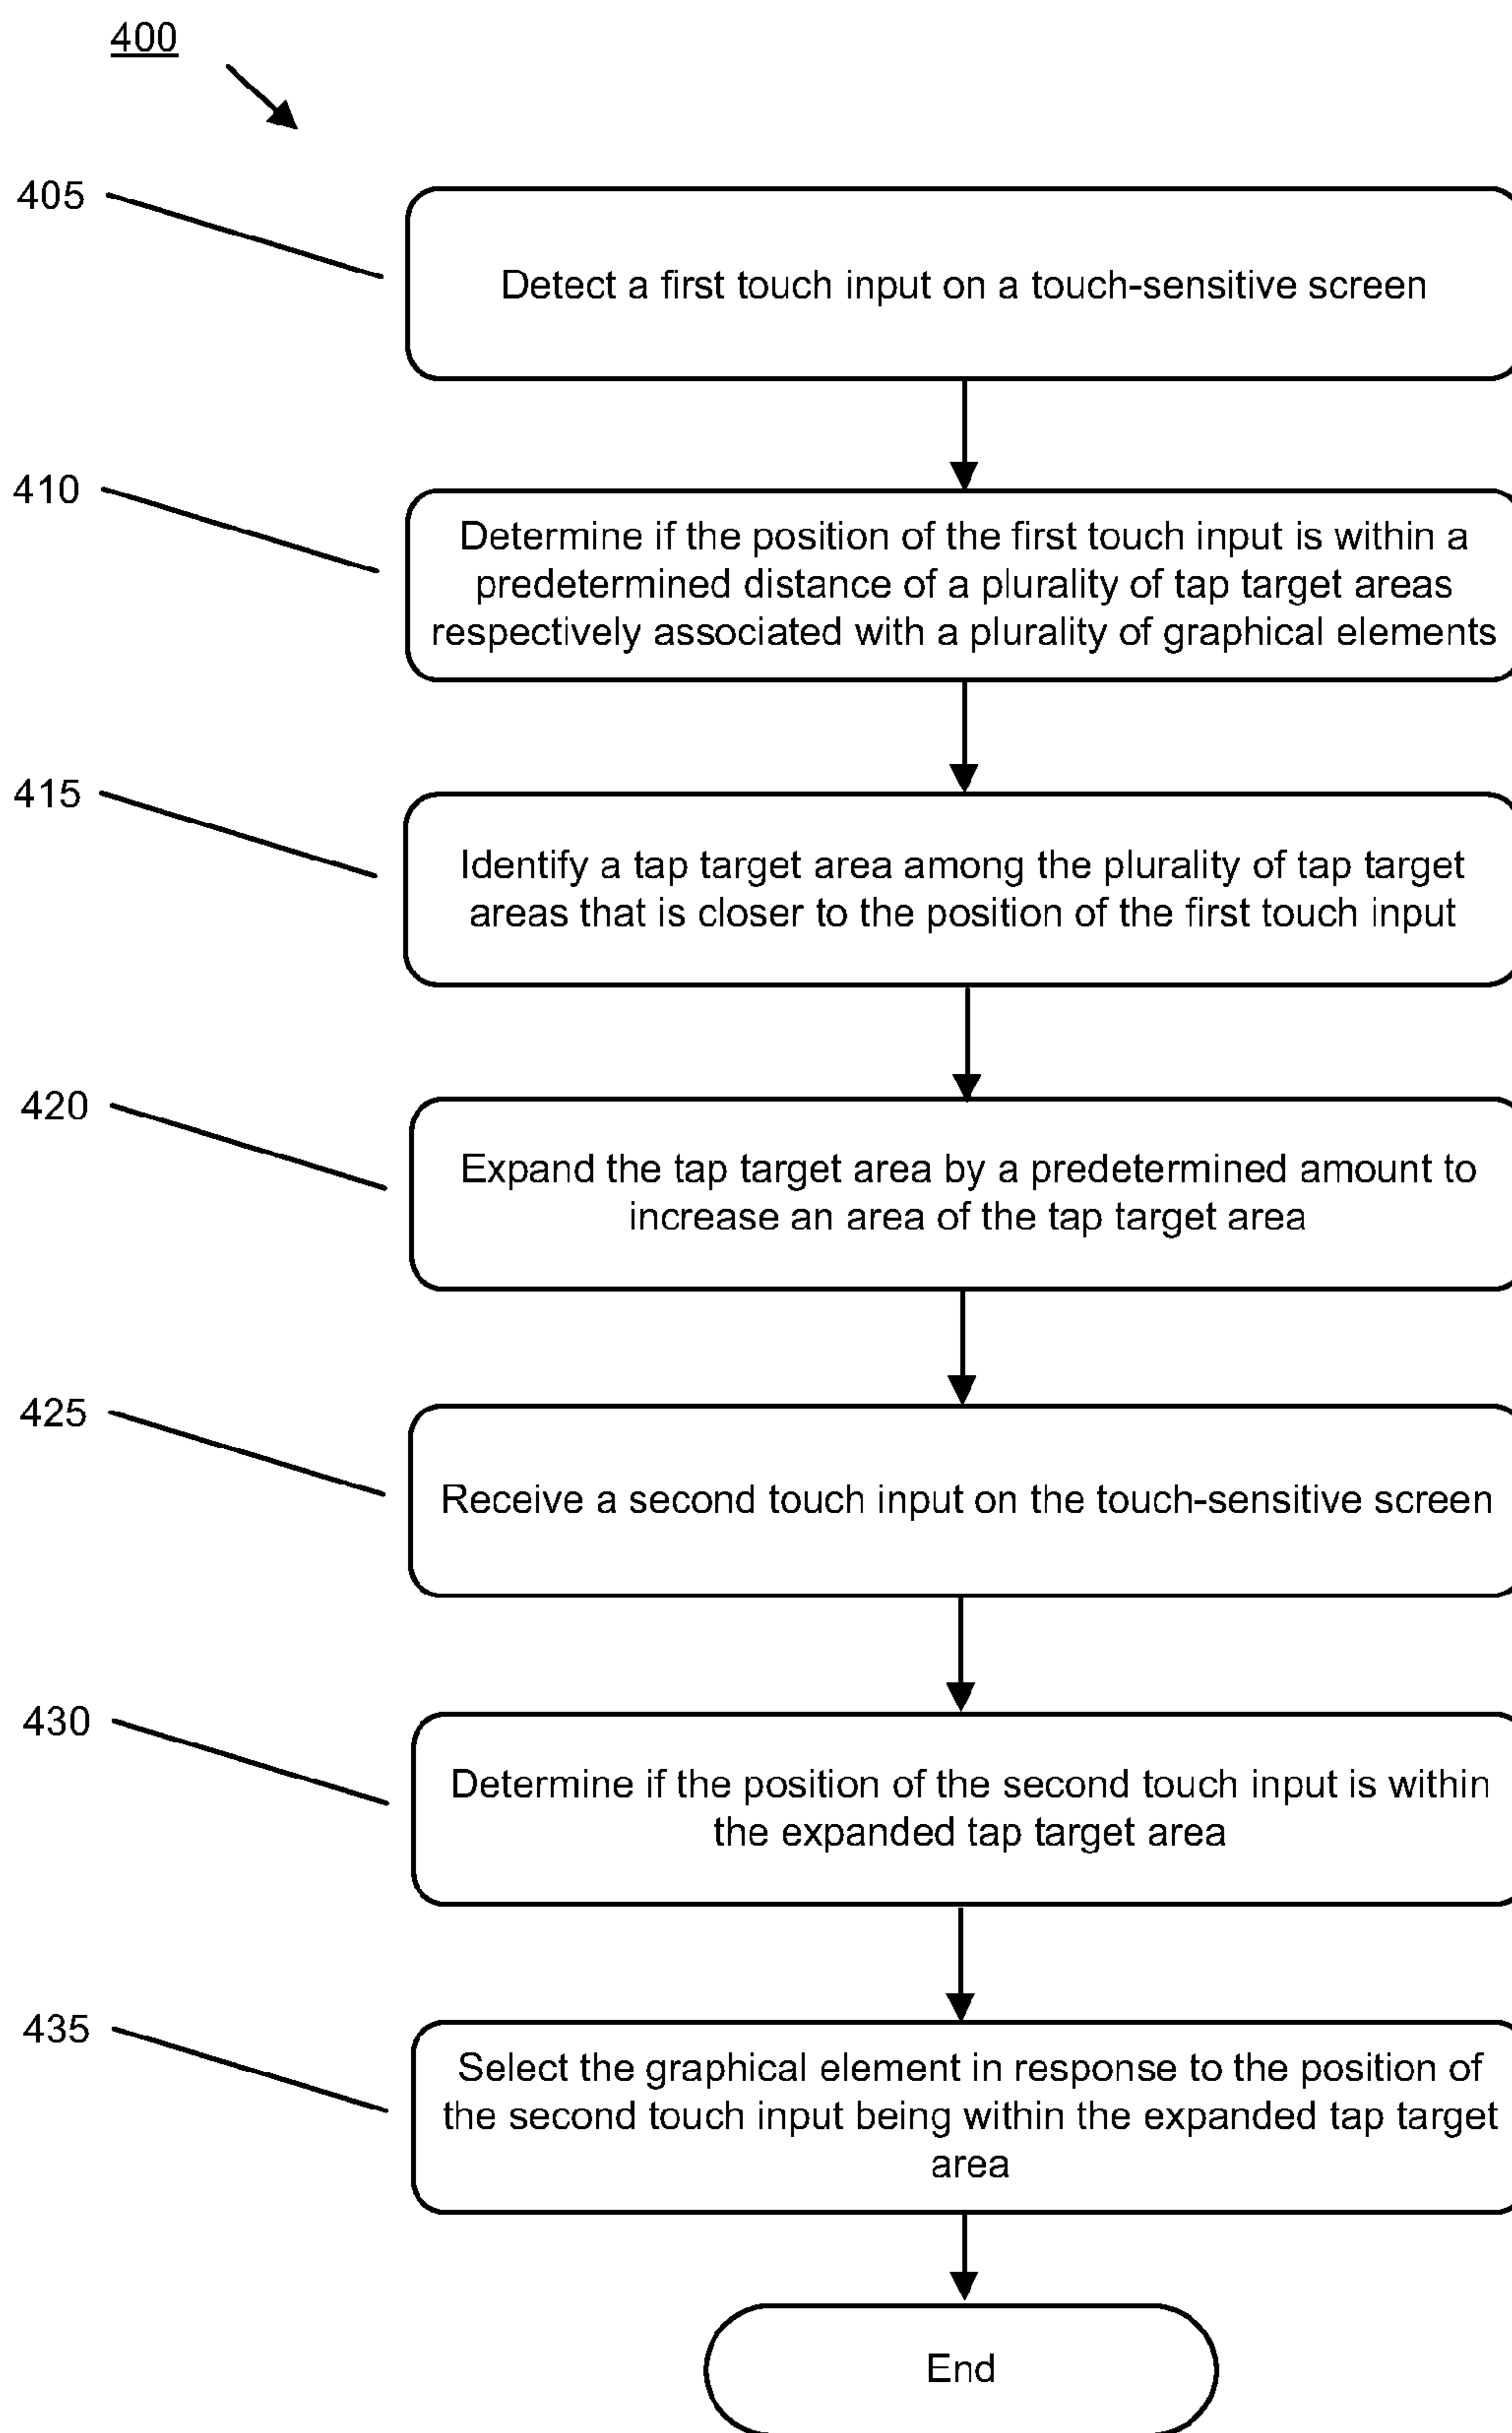 400
405
Detect a first touch input on a touch-sensitive screen
410
Determine if the position of the first touch input is within a
predetermined distance of a plurality of tap target areas
respectively associated with a plurality of graphical elements
415
Identify a tap target area among the plurality of tap target
areas that is closer to the position of the first touch input
420
Expand the tap target area by a predetermined amount to
increase an area of the tap target area
425
Receive a second touch input on the touch-sensitive screen
430
Determine if the position of the second touch input is within
the expanded tap target area
435
Select the graphical element in response to the position of
the second touch input being within the expanded tap target
area
End